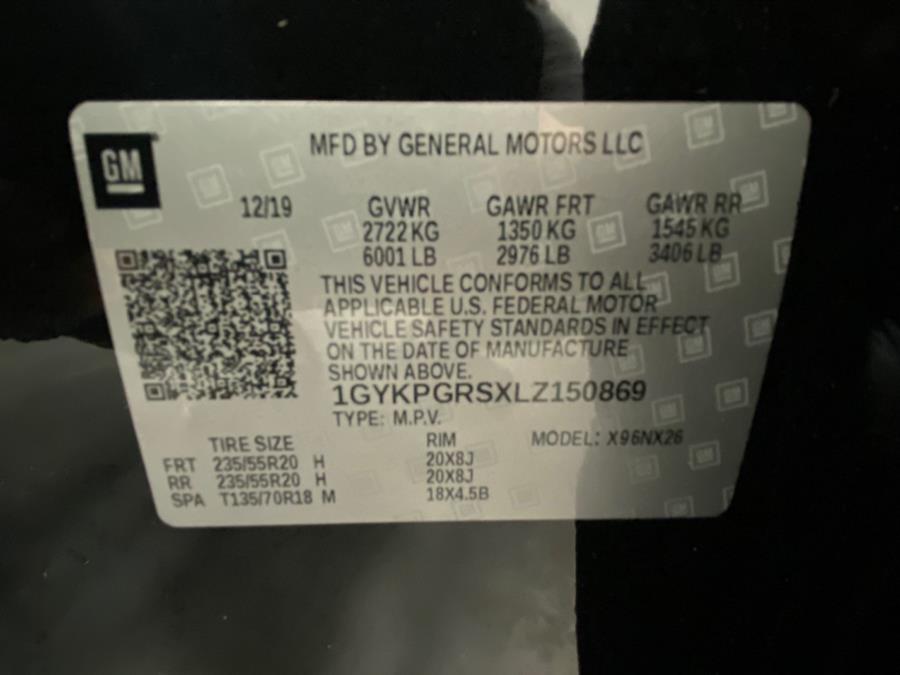 GM
MFD BY GENERAL MOTORS LLC
12/19 GVWR GAWR FRT GAWR RR
2722 KG 1350 KG 1545 KG
6001 LB 2976 LB 3406 LB
THIS VEHICLE CONFORMS TO ALL
APPLICABLE U.S. FEDERAL MOTOR
VEHICLE SAFETY STANDARDS IN EFFECT
ON THE DATE OF MANUFACTURE
SHOWN ABOVE.
1GYKPGRSXLZ150869
TYPE: M.P.V.
TIRE SIZE RIM MODEL: X96NX26
FRT 235/55R20 H 20X8J
RR 235/55R20 H 20X8J
SPA T135/70R18 M 18X4.5B